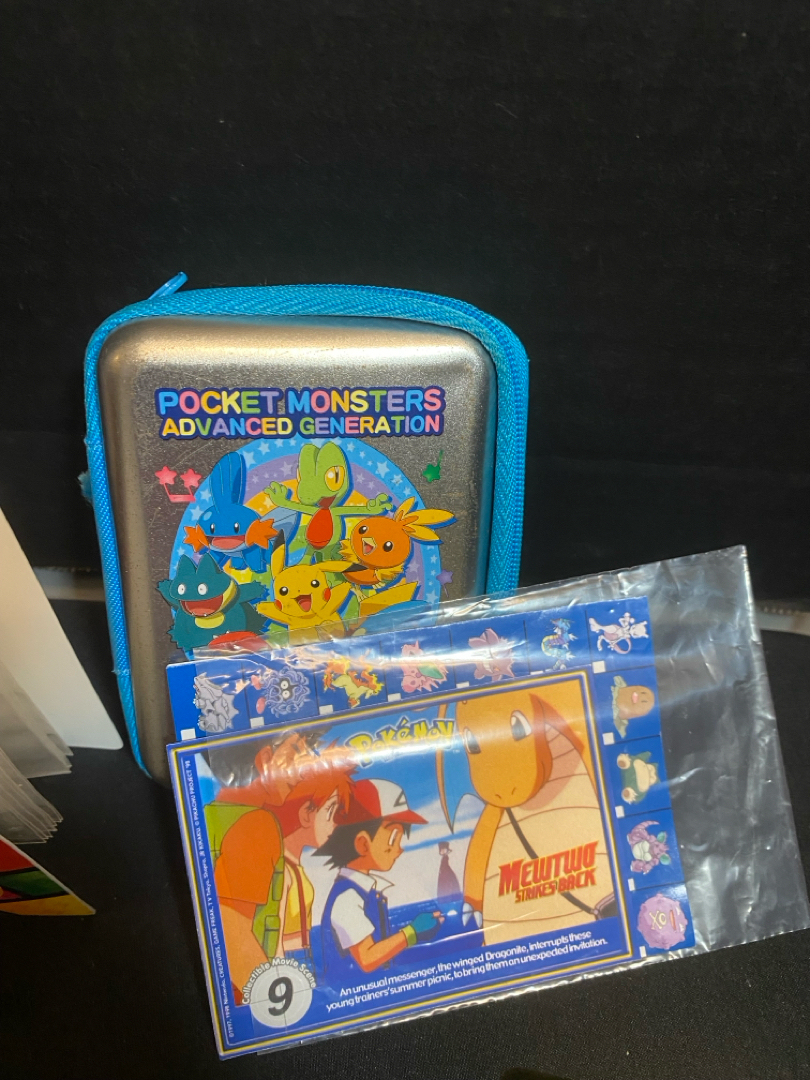 POCKET MONSTERS
ADVANCED GENERATION
POKéMON
MEWTWO
STRIKES BACK
An unusual messenger, the winged Dragonite, interrupts these
young trainers' summer picnic, to bring them an unexpected invitation.
Collectible Movie Scene
9